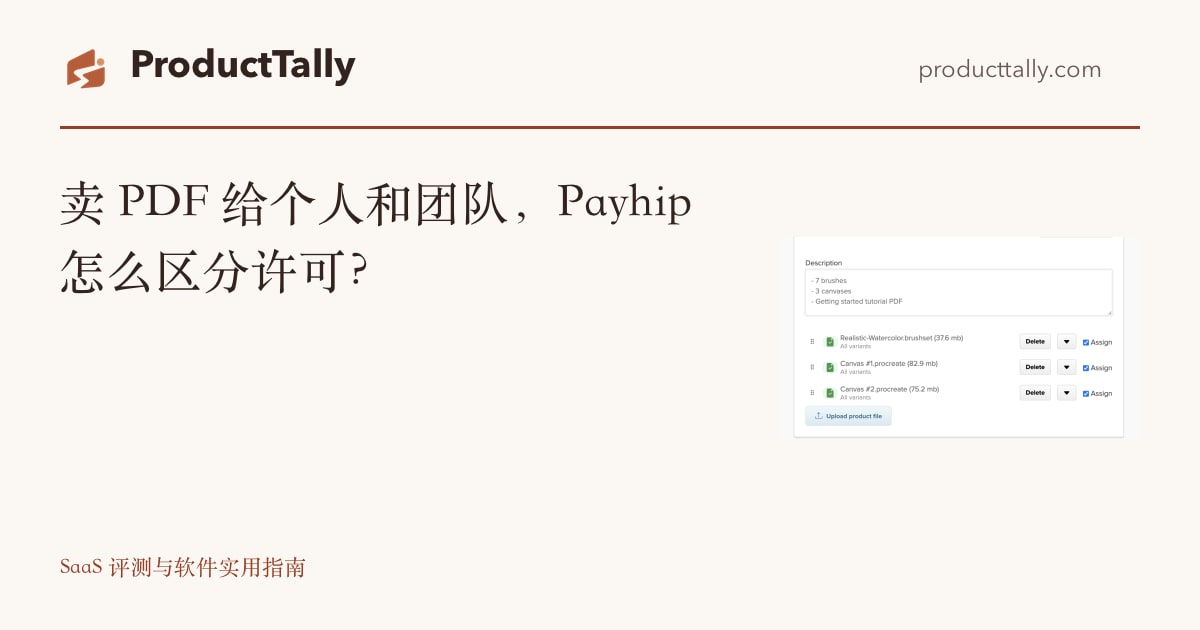 ProductTally
producttally.com
卖 PDF 给个人和团队，Payhip
怎么区分许可？
Description
- 7 brushes
- 3 canvases
- Getting started tutorial PDF
Realistic-Watercolor.brushset (37.6 mb)
All variants
Delete
Assign
Canvas #1.procreate (82.9 mb)
All variants
Delete
Assign
Canvas #2.procreate (75.2 mb)
All variants
Delete
Assign
Upload product file
SaaS 评测与软件实用指南